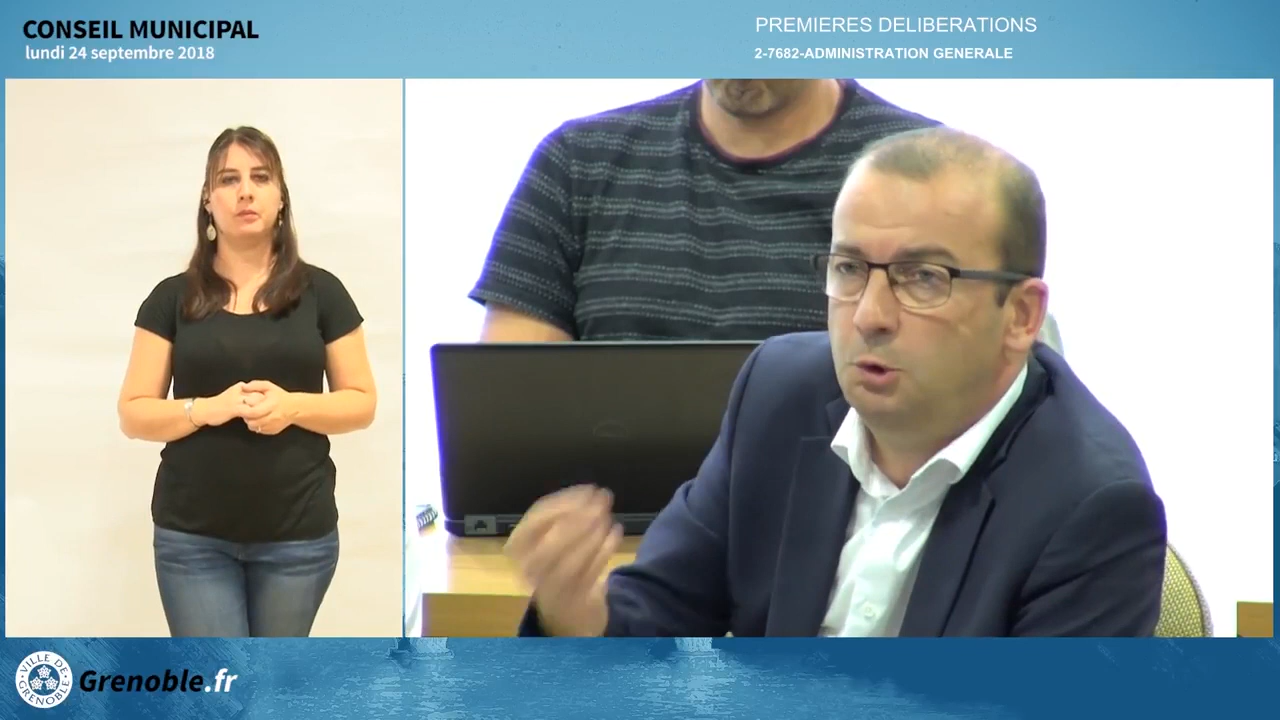 CONSEIL MUNICIPAL
lundi 24 septembre 2018
PREMIERES DELIBERATIONS
2-7682-ADMINISTRATION GENERALE
VILLE DE
GRENOBLE
Grenoble.fr